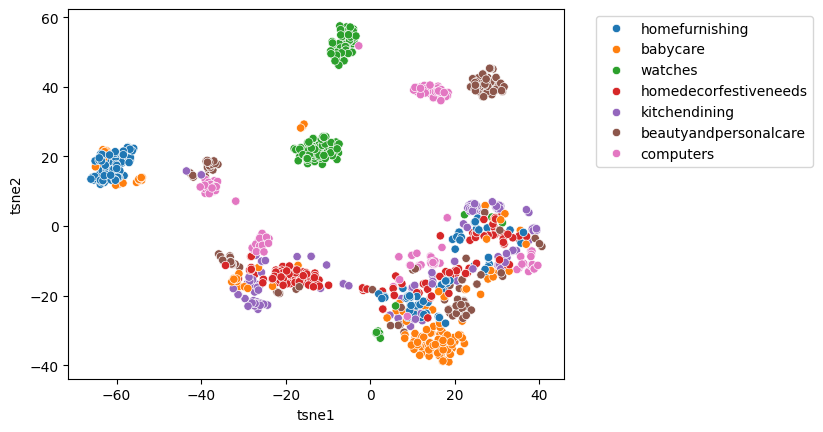 60
40
20
0
−20
−40
tsne2
−60
−40
−20
0
20
40
tsne1
homefurnishing
babycare
watches
homedecorfestiveneeds
kitchendining
beautyandpersonalcare
computers